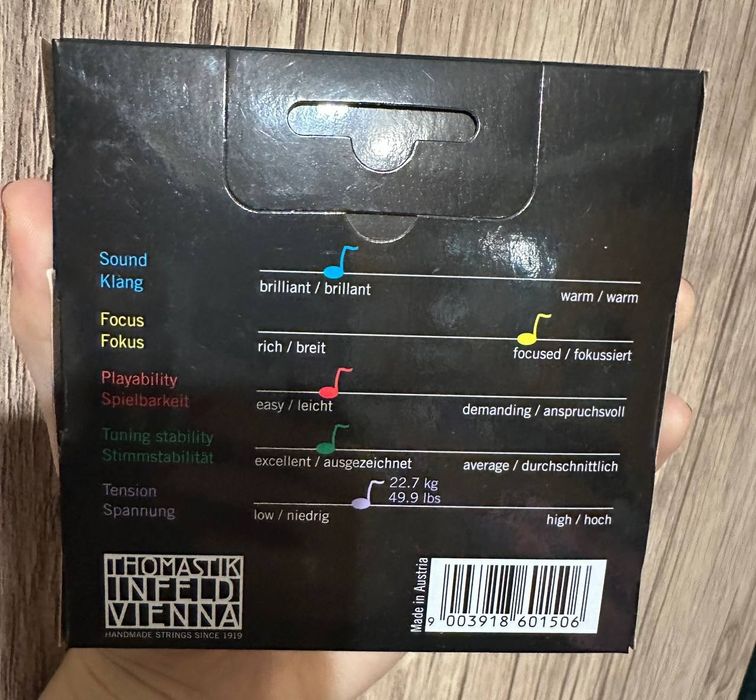 Sound
Klang
brilliant / brillant
warm / warm
Focus
Fokus
rich / breit
focused / fokussiert
Playability
Spielbarkeit
easy / leicht
demanding / anspruchsvoll
Tuning stability
Stimmstabilität
excellent / ausgezeichnet
average / durchschnittlich
Tension
Spannung
22.7 kg
49.9 lbs
low / niedrig
high / hoch
THOMASTIK
INFELD
VIENNA
HANDMADE STRINGS SINCE 1919
Made in Austria
9 003918 601506